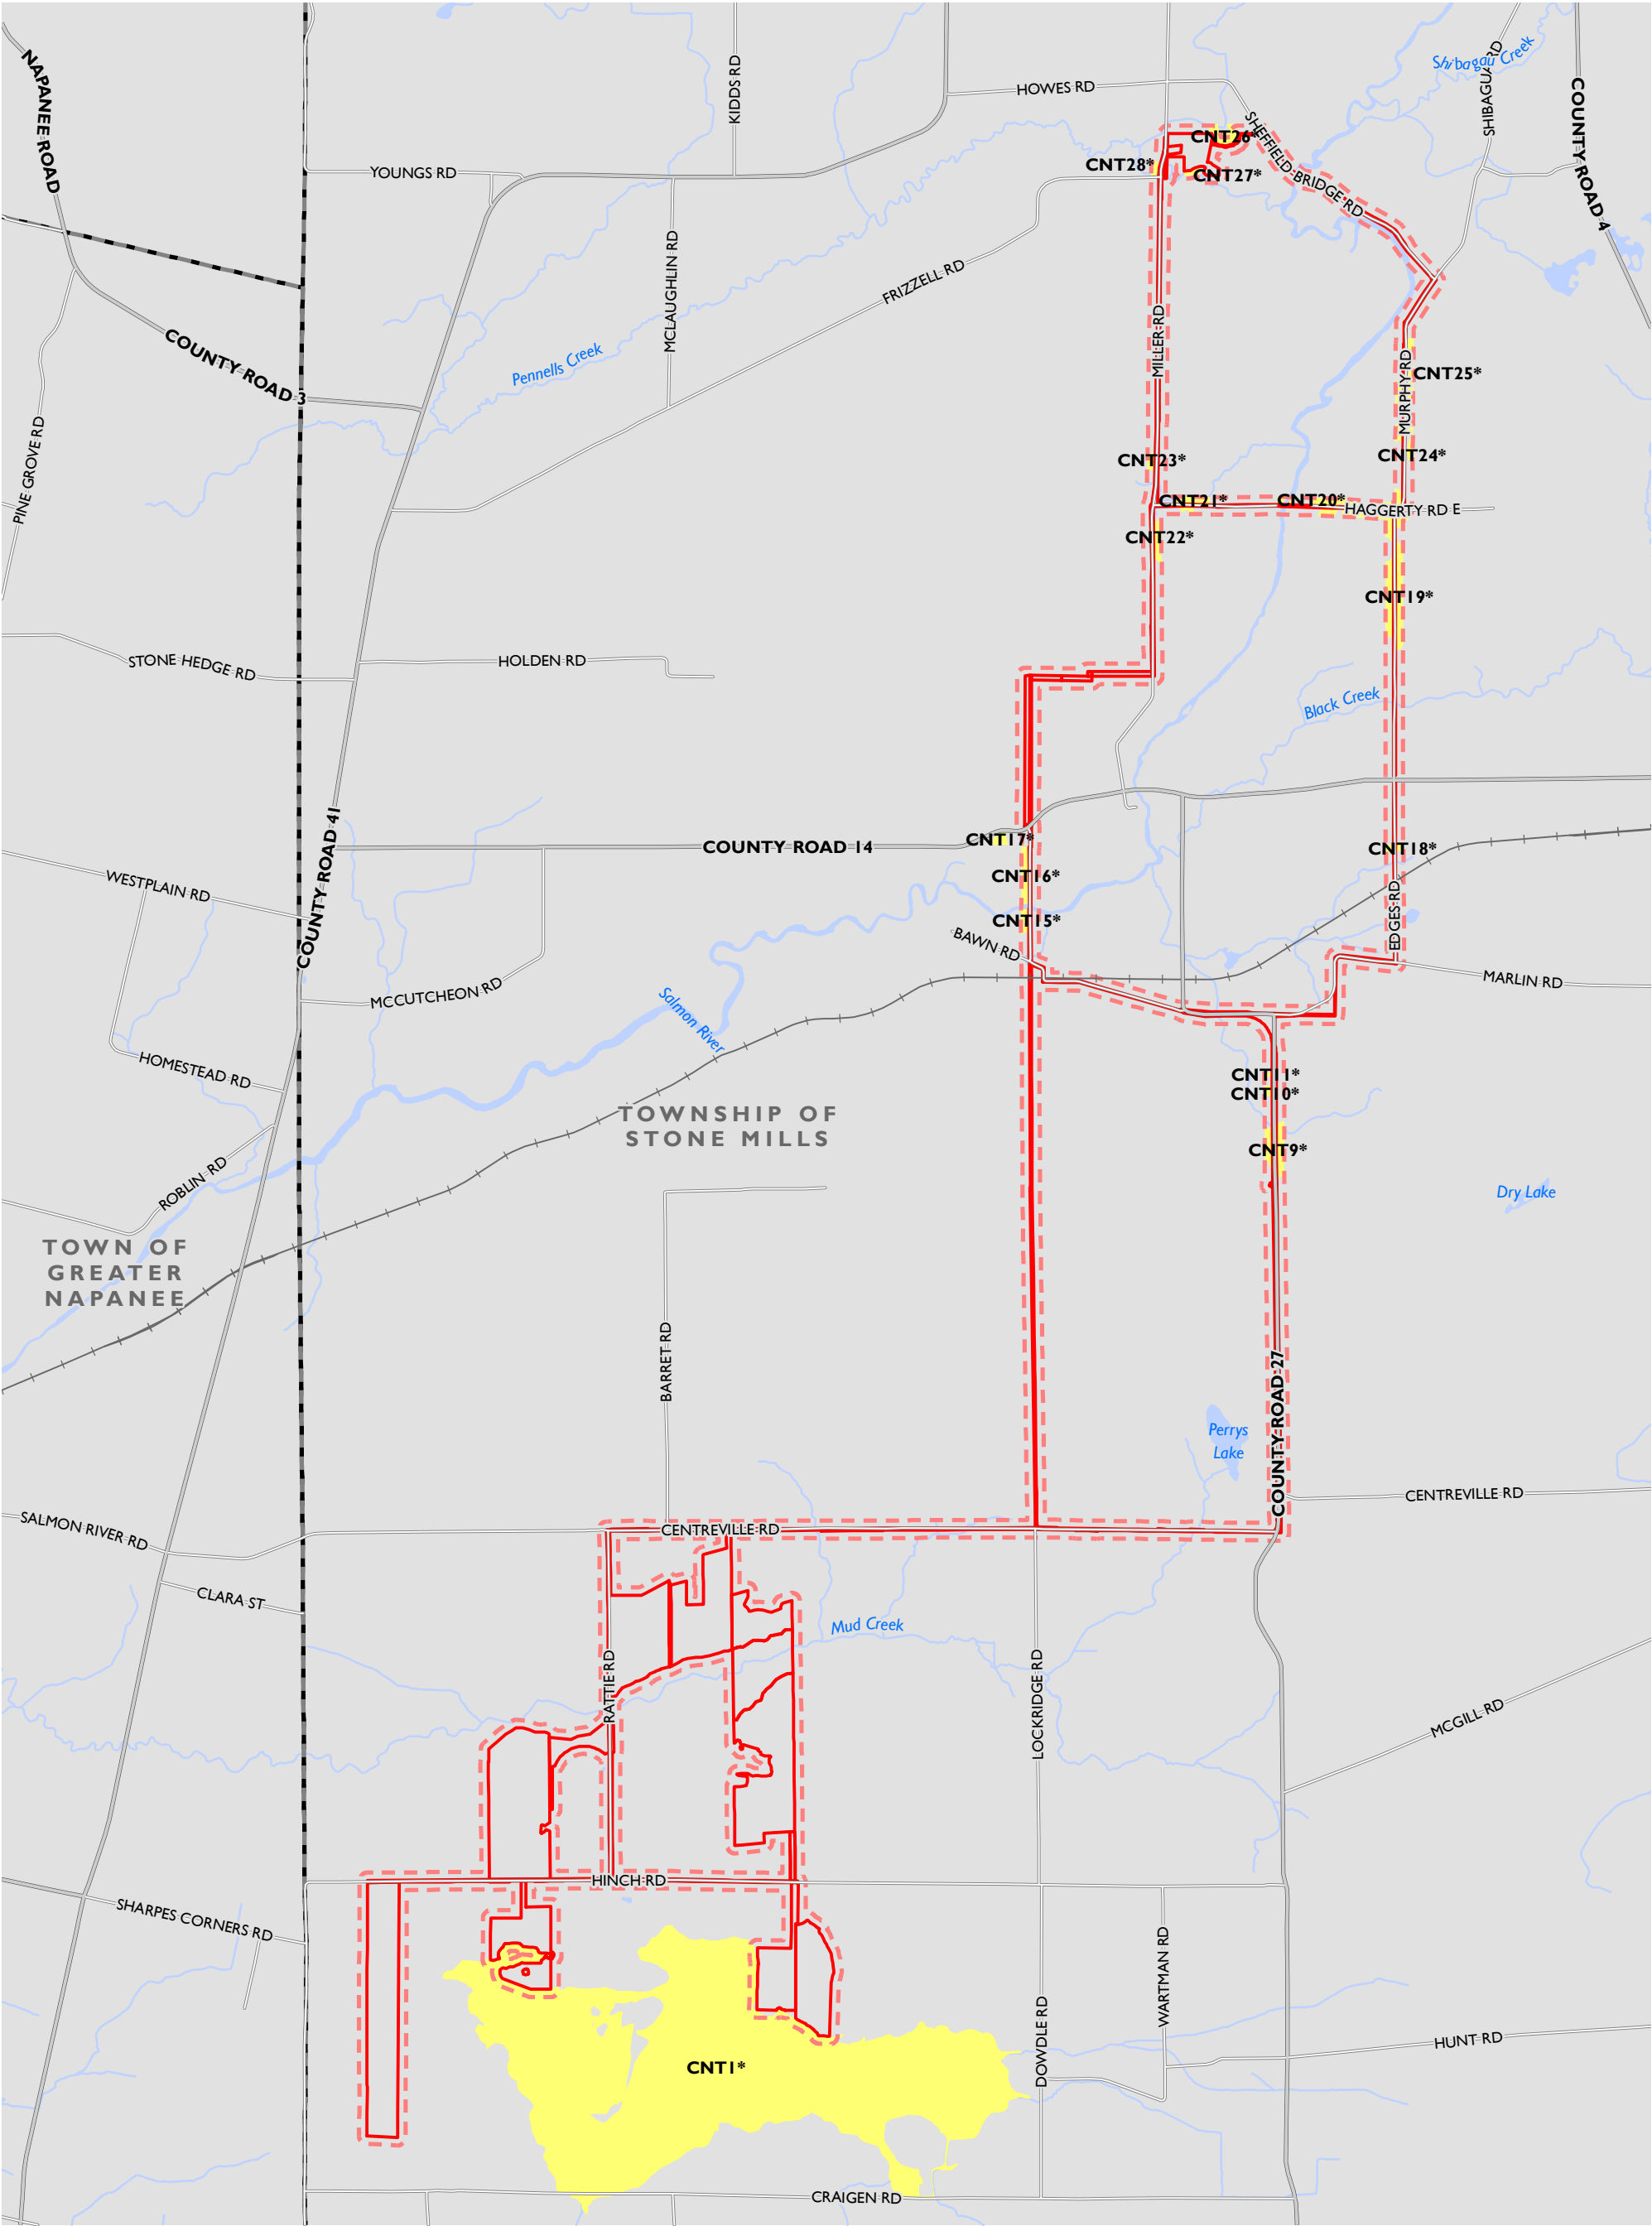 NAPANEE ROAD
KIDDS RD
HOWES RD
Shibagau Creek
SHIBAGUA RD
COUNTY ROAD 4
SHEFFIELD BRIDGE RD
CNT26*
CNT28*
CNT27*
YOUNGS RD
MCLAUGHLIN RD
FRIZZELL RD
MILLER RD
COUNTY ROAD 3
Pennells Creek
PINE GROVE RD
MURPHY RD
CNT25*
CNT24*
CNT23*
CNT21*
CNT20*
HAGGERTY RD E
CNT22*
CNT19*
STONE HEDGE RD
HOLDEN RD
Black Creek
COUNTY ROAD 41
COUNTY ROAD 14
CNT17*
CNT18*
CNT16*
WESTPLAIN RD
CNT15*
EDGES RD
BAWN RD
MARLIN RD
MCCUTCHEON RD
Salmon River
HOMESTEAD RD
CNT11*
CNT10*
TOWNSHIP OF
STONE MILLS
CNT9*
ROBLIN RD
Dry Lake
TOWN OF
GREATER
NAPANEE
BARRET RD
COUNTY ROAD 27
Perrys
Lake
CENTREVILLE RD
SALMON RIVER RD
CENTREVILLE RD
CLARA ST
Mud Creek
RATTIE RD
LOCKRIDGE RD
MCGILL RD
HINCH RD
SHARPES CORNERS RD
WARTMAN RD
DOWDLE RD
HUNT RD
CNT1*
CRAIGEN RD